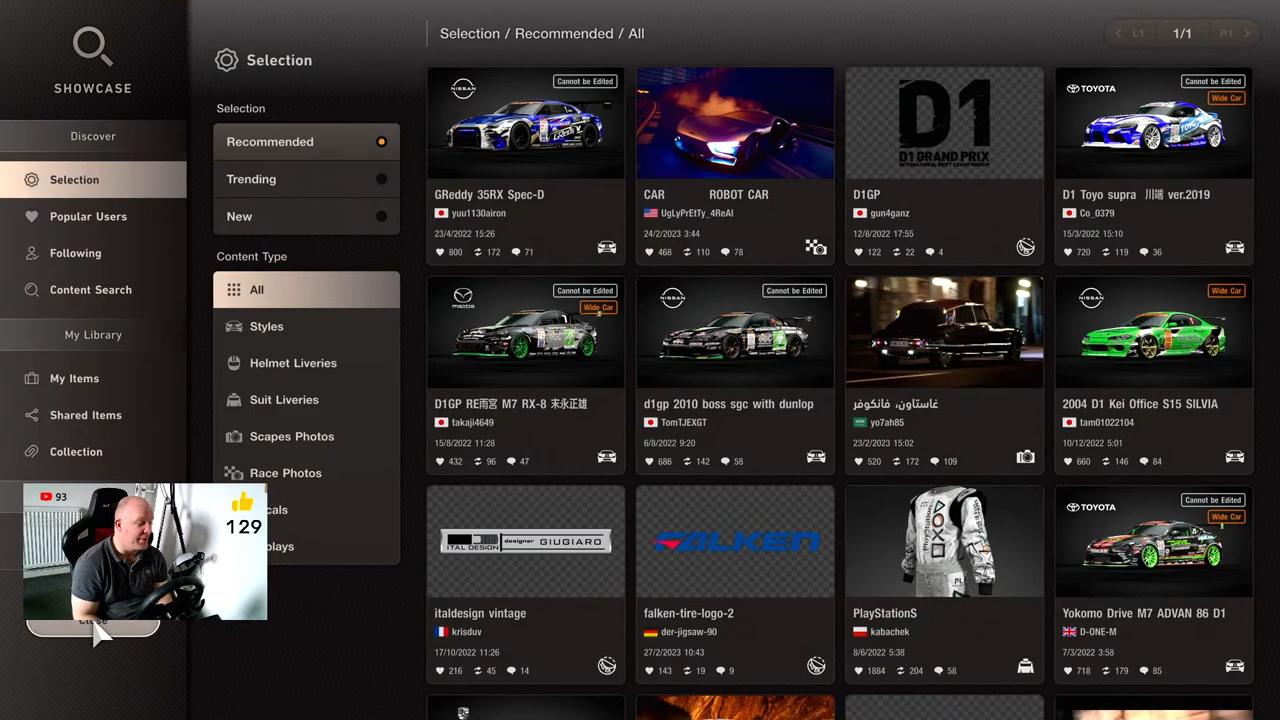 SHOWCASE
Discover
Selection
Popular Users
Following
Content Search
My Library
My Items
Shared Items
Collection
93
129
Close
Selection
Selection
Recommended
Trending
New
Content Type
All
Styles
Helmet Liveries
Suit Liveries
Scapes Photos
Race Photos
cals
plays
Selection / Recommended / All
L1 1/1 R1
NISSAN
Cannot be Edited
GReddy 35RX Spec-D
yuu1130airon
23/4/2022 15:26
800 172 71
CAR ROBOT CAR
UgLyPrEtTy_4ReAl
24/2/2023 3:44
468 110 78
D1
D1 GRAND PRIX
INTERNATIONAL DRIFT CHAMPIONSHIP
D1GP
gun4ganz
12/8/2022 17:55
122 22 4
TOYOTA
Cannot be Edited
Wide Car
D1 Toyo supra 川端 ver.2019
Co_0379
15/3/2022 15:10
720 119 36
mazda
Cannot be Edited
Wide Car
D1GP RE雨宮 M7 RX-8 末永正雄
takaji4649
15/8/2022 11:28
432 96 47
NISSAN
Cannot be Edited
d1gp 2010 boss sgc with dunlop
TomTJEXGT
6/8/2022 9:20
686 142 58
غاستاون، فانكوفر
yo7ah85
23/2/2023 15:02
520 172 109
NISSAN
Wide Car
2004 D1 Kei Office S15 SILVIA
tam01022104
10/12/2022 5:01
660 146 84
ITAL DESIGN designer GIUGIARO
italdesign vintage
krisduv
17/10/2022 11:26
216 45 14
FALKEN
falken-tire-logo-2
der-jigsaw-90
27/2/2023 10:43
143 19 9
PlayStationS
kabachek
8/6/2022 5:38
1884 204 58
TOYOTA
Cannot be Edited
Wide Car
Yokomo Drive M7 ADVAN 86 D1
D-ONE-M
7/3/2022 3:58
718 179 85